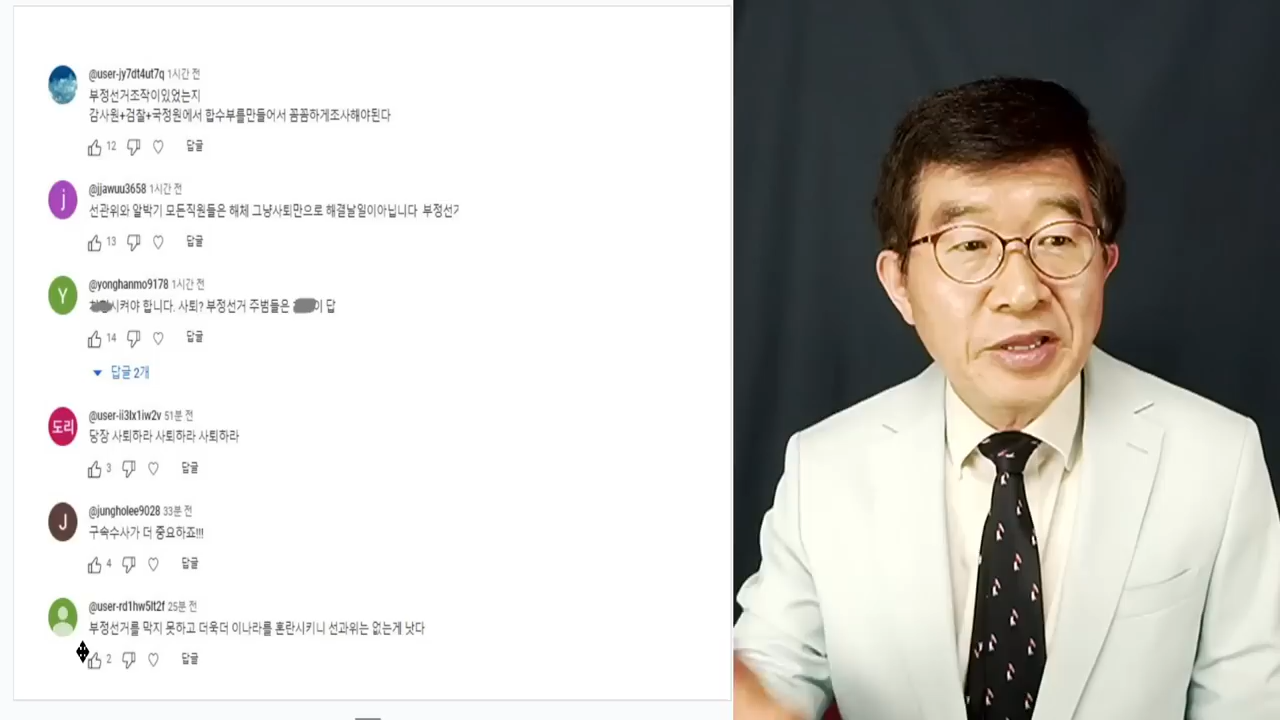 @user-jy7dt4ut7q 1시간 전
부정선거조작이있었는지
감사원+검찰+국정원에서 합수부를만들어서 꼼꼼하게조사해야된다
12 답글
j
@jjawuu3658 1시간 전
선관위와 알박기 모든직원들은 해체 그냥사퇴만으로 해결날일이아닙니다 부정선거
13 답글
Y
@yonghanmo9178 1시간 전
시켜야 합니다. 사퇴? 부정선거 주범들은 이 답
14 답글
답글 2개
도리
@user-ii3lx1iw2v 51분 전
당장 사퇴하라 사퇴하라 사퇴하라
3 답글
J
@jungholee9028 33분 전
구속수사가 더 중요하죠!!!
4 답글
@user-rd1hw5lt2f 25분 전
부정선거를 막지 못하고 더욱더 이나라를 혼란시키니 선과위는 없는게 낫다
2 답글